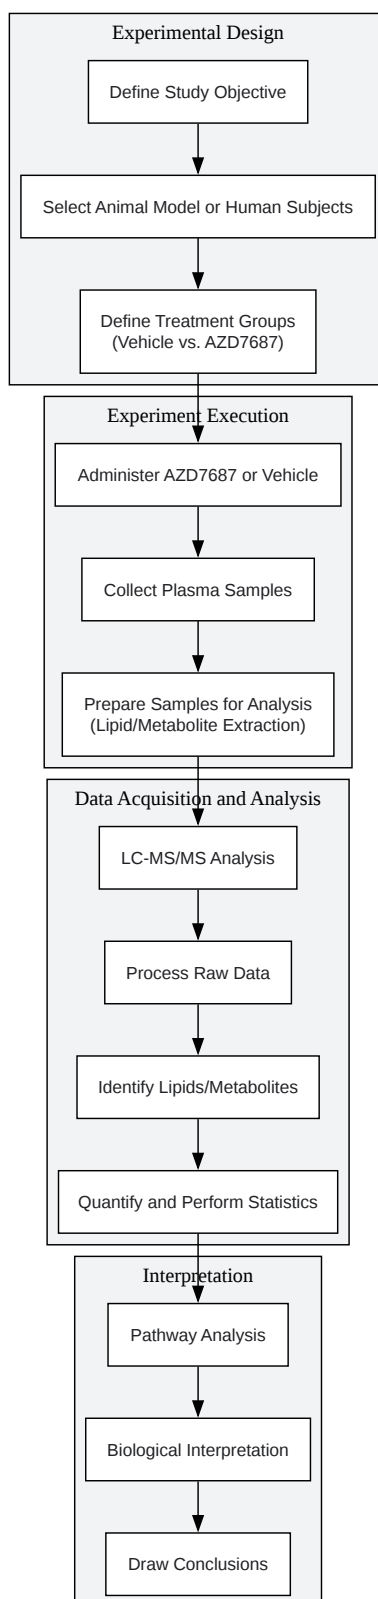 Experimental Design
Define Study Objective
Select Animal Model or Human Subjects
Define Treatment Groups
(Vehicle vs. AZD7687)
Experiment Execution
Administer AZD7687 or Vehicle
Collect Plasma Samples
Prepare Samples for Analysis
(Lipid/Metabolite Extraction)
Data Acquisition and Analysis
LC-MS/MS Analysis
Process Raw Data
Identify Lipids/Metabolites
Quantify and Perform Statistics
Interpretation
Pathway Analysis
Biological Interpretation
Draw Conclusions